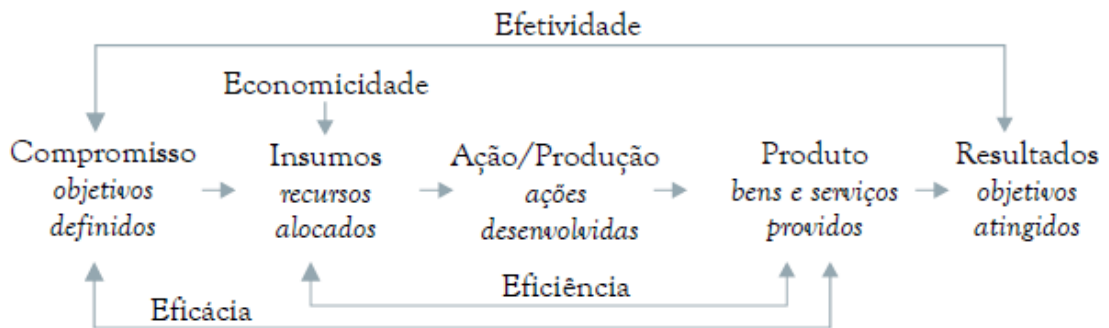 Efetividade
Economicidade
Compromisso Insumos Ação/Produção Produto Resultados
objetivos recursos ações bens e serviços objetivos
definidos alocados desenvolvidas providos atingidos
Eficiência
Eficácia